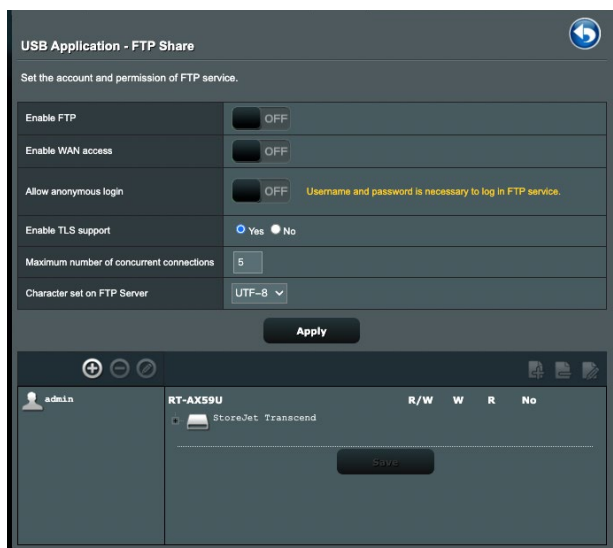 USB Application - FTP Share
Set the account and permission of FTP service.
Enable FTP OFF
Enable WAN access OFF
Allow anonymous login OFF Username and password is necessary to log in FTP service.
Enable TLS support Yes No
Maximum number of concurrent connections 5
Character set on FTP Server UTF-8
Apply
admin RT-AX59U R/W W R No
StoreJet Transcend
Save